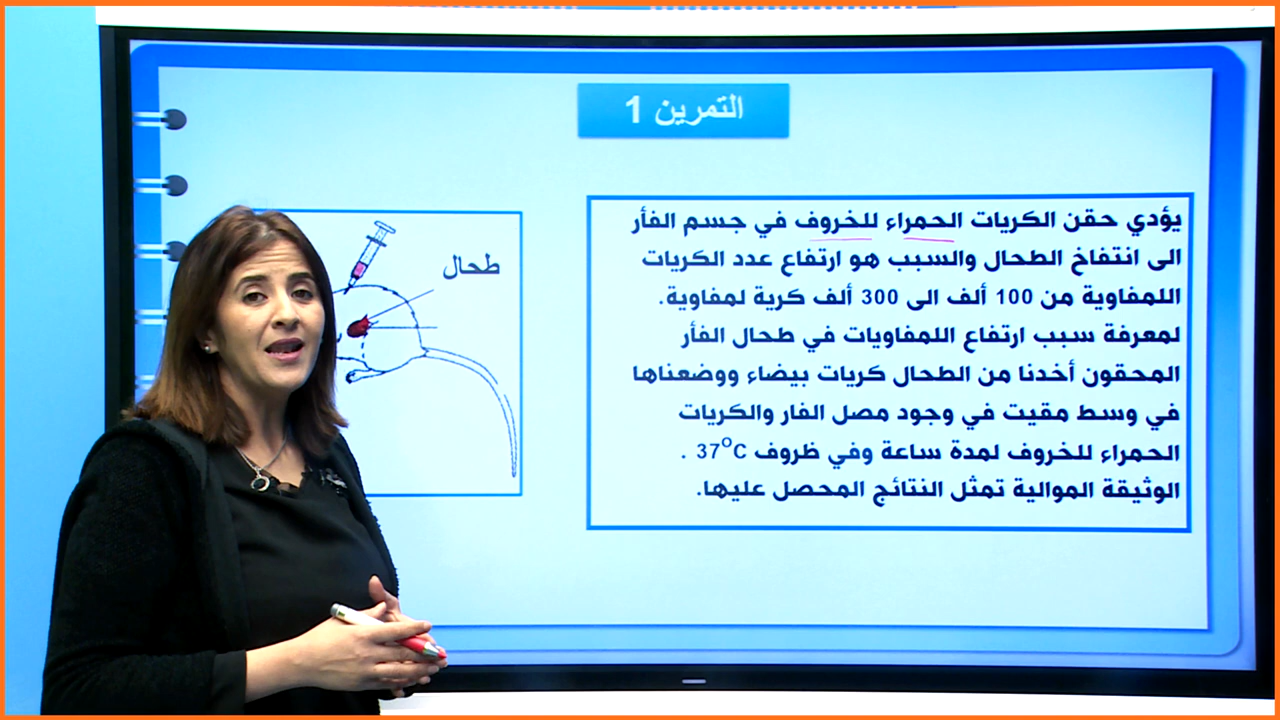 التمرين 1
يؤدي حقن الكريات الحمراء للخروف في جسم الفأر
الى انتفاخ الطحال والسبب هو ارتفاع عدد الكريات
اللمفاوية من 100 ألف الى 300 ألف كرية لمفاوية.
لمعرفة سبب ارتفاع اللمفاويات في طحال الفأر
المحقون أخدنا من الطحال كريات بيضاء ووضعناها
في وسط مقيت في وجود مصل الفار والكريات
الحمراء للخروف لمدة ساعة وفي ظروف 37°C .
الوثيقة الموالية تمثل النتائج المحصل عليها.
طحال